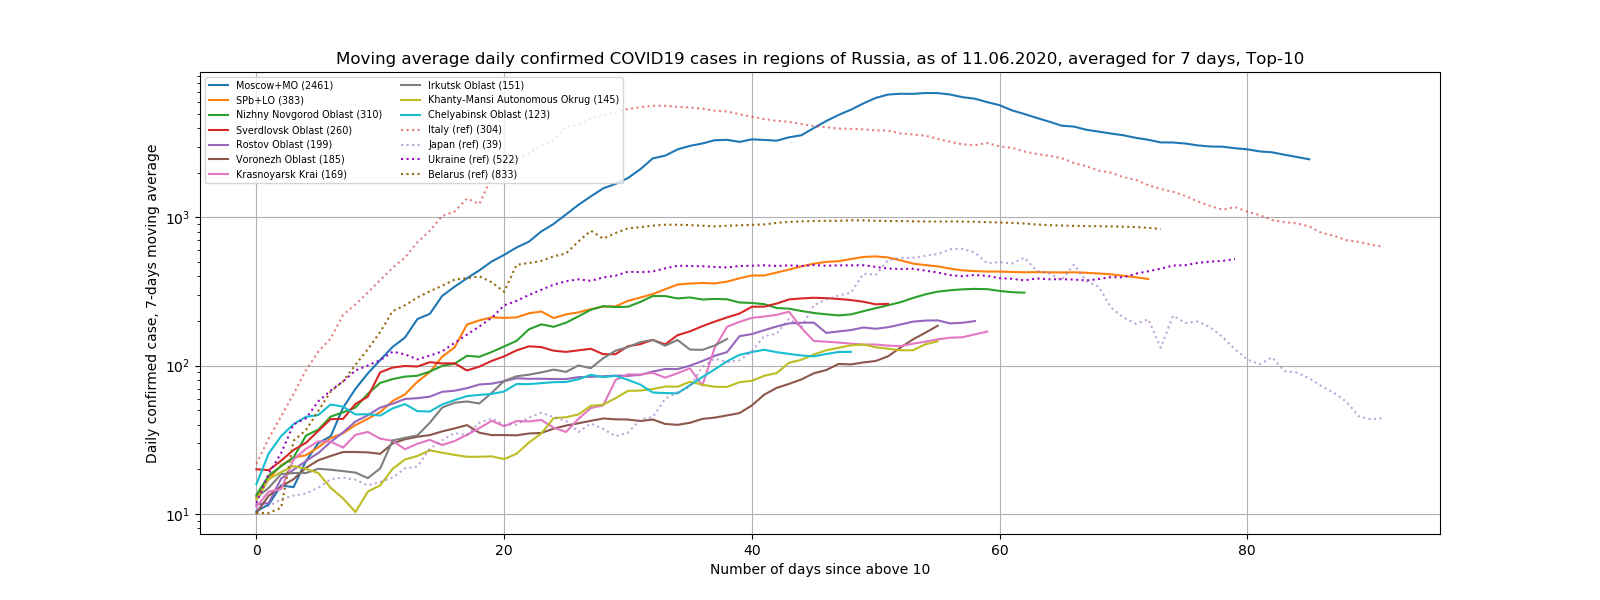 Moving average daily confirmed COVID19 cases in regions of Russia, as of 11.06.2020, averaged for 7 days, Top-10
Moscow+MO (2461)
SPb+LO (383)
Nizhny Novgorod Oblast (310)
Sverdlovsk Oblast (260)
Rostov Oblast (199)
Voronezh Oblast (185)
Krasnoyarsk Krai (169)
Irkutsk Oblast (151)
Khanty-Mansi Autonomous Okrug (145)
Chelyabinsk Oblast (123)
Italy (ref) (304)
Japan (ref) (39)
Ukraine (ref) (522)
Belarus (ref) (833)
Daily confirmed case, 7-days moving average
10³
10²
10¹
0 20 40 60 80
Number of days since above 10